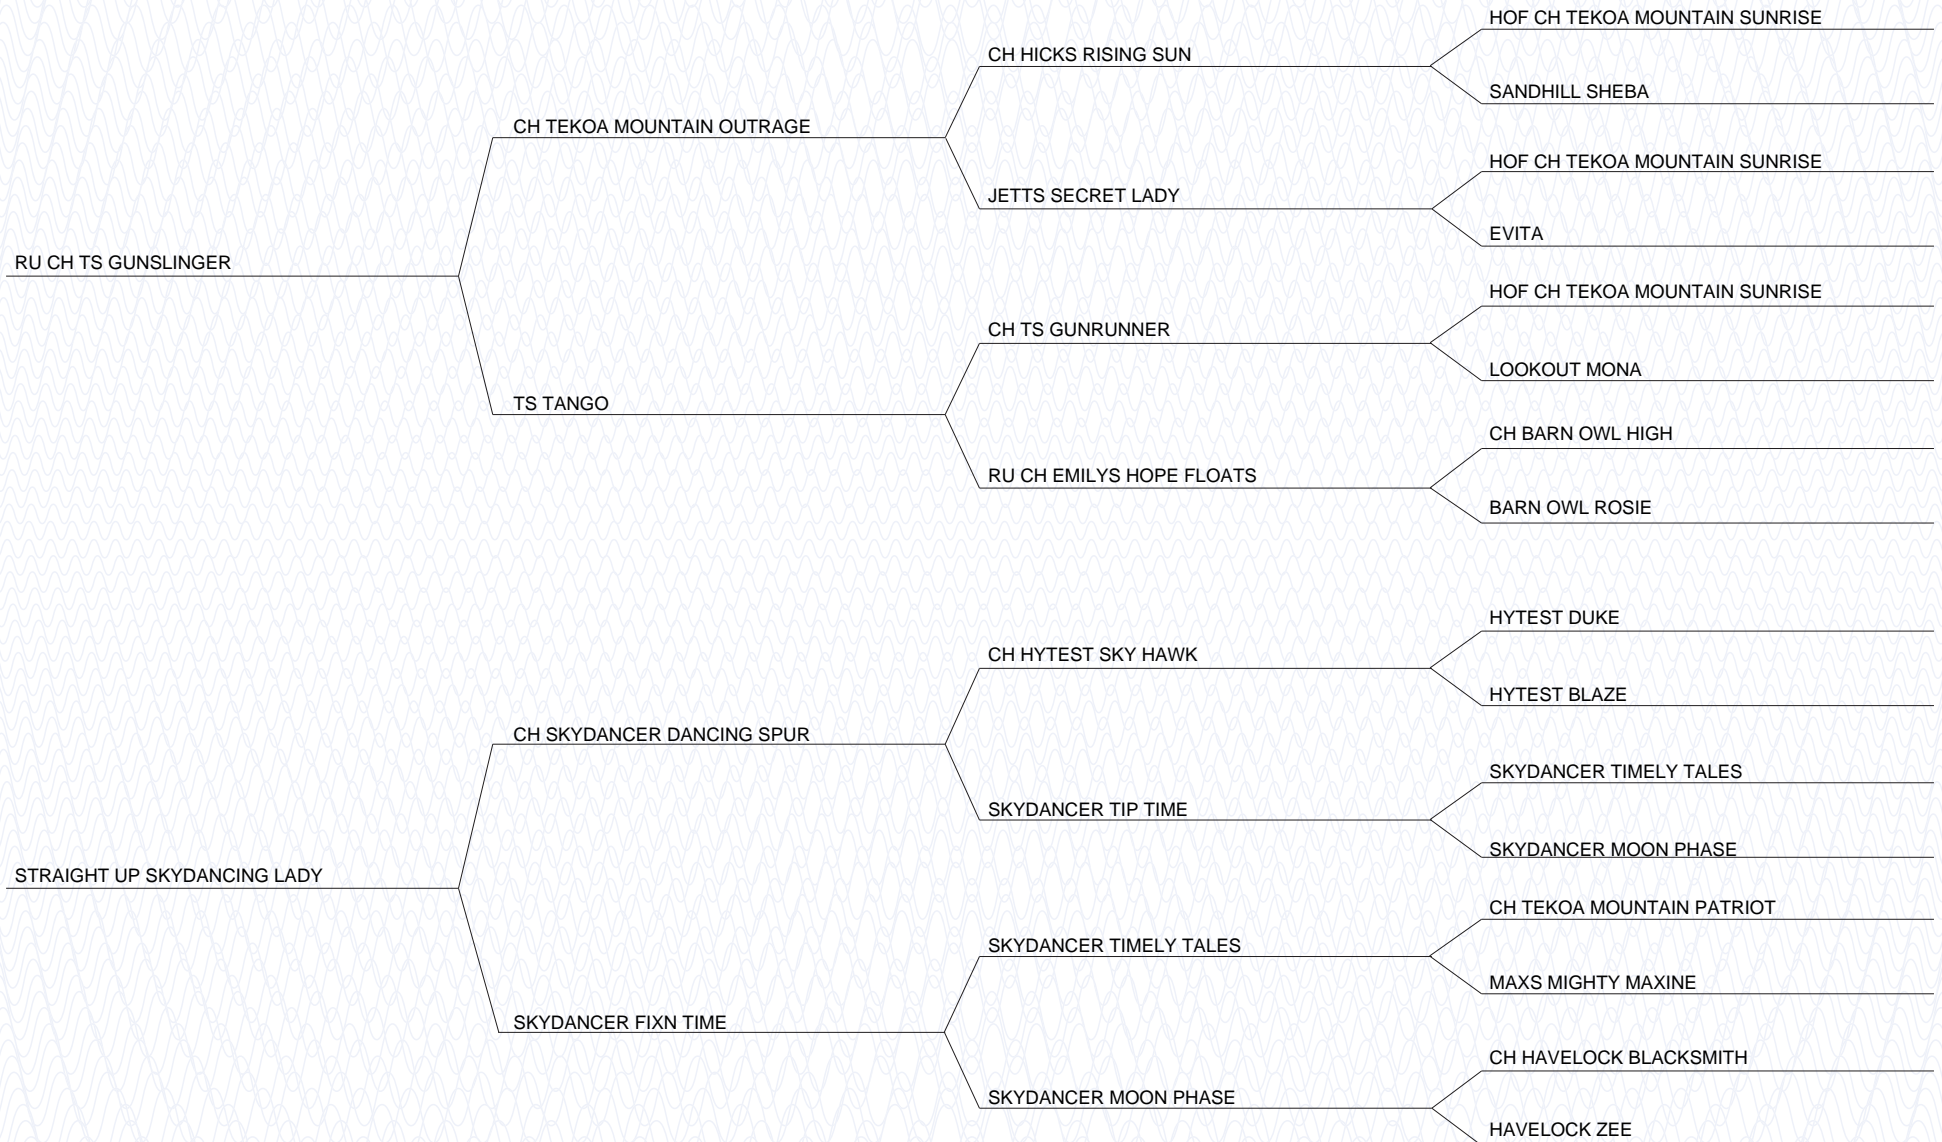 HOF CH TEKOA MOUNTAIN SUNRISE
CH HICKS RISING SUN
SANDHILL SHEBA
CH TEKOA MOUNTAIN OUTRAGE
HOF CH TEKOA MOUNTAIN SUNRISE
JETTS SECRET LADY
EVITA
RU CH TS GUNSLINGER
HOF CH TEKOA MOUNTAIN SUNRISE
CH TS GUNRUNNER
LOOKOUT MONA
TS TANGO
CH BARN OWL HIGH
RU CH EMILYS HOPE FLOATS
BARN OWL ROSIE
HYTEST DUKE
CH HYTEST SKY HAWK
HYTEST BLAZE
CH SKYDANCER DANCING SPUR
SKYDANCER TIMELY TALES
SKYDANCER TIP TIME
SKYDANCER MOON PHASE
STRAIGHT UP SKYDANCING LADY
CH TEKOA MOUNTAIN PATRIOT
SKYDANCER TIMELY TALES
MAXS MIGHTY MAXINE
SKYDANCER FIXN TIME
CH HAVELOCK BLACKSMITH
SKYDANCER MOON PHASE
HAVELOCK ZEE